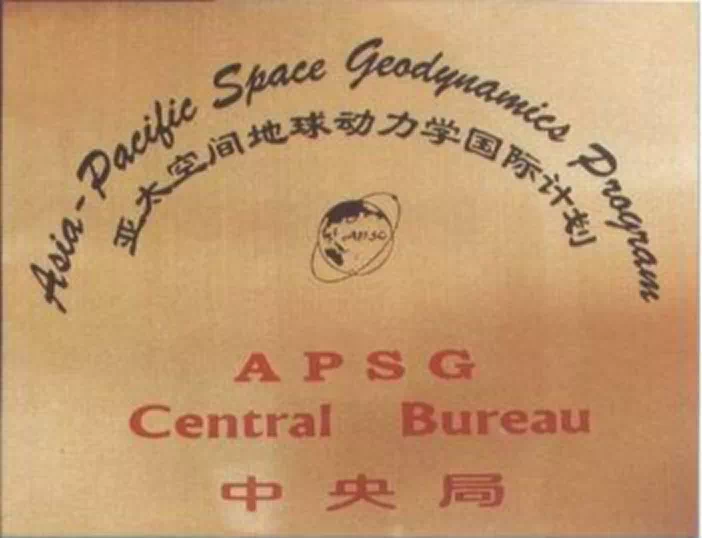 Asia-Pacific Space Geodynamics Program
亚太空间地球动力学国际计划
APSG
APSG
Central Bureau
中央局